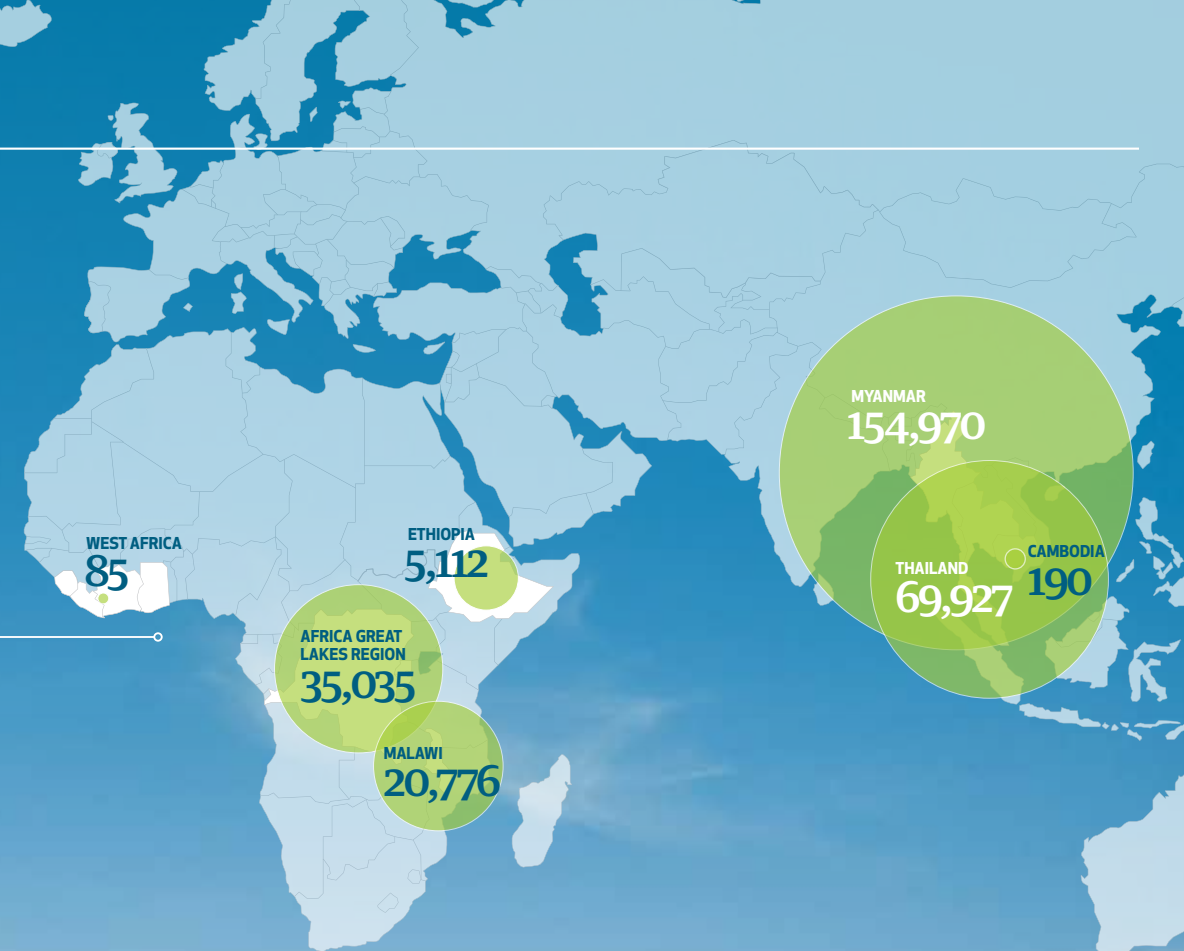 MYANMAR
154,970
WEST AFRICA
85
ETHIOPIA
5,112
THAILAND
69,927
CAMBODIA
190
AFRICA GREAT
LAKES REGION
35,035
MALAWI
20,776